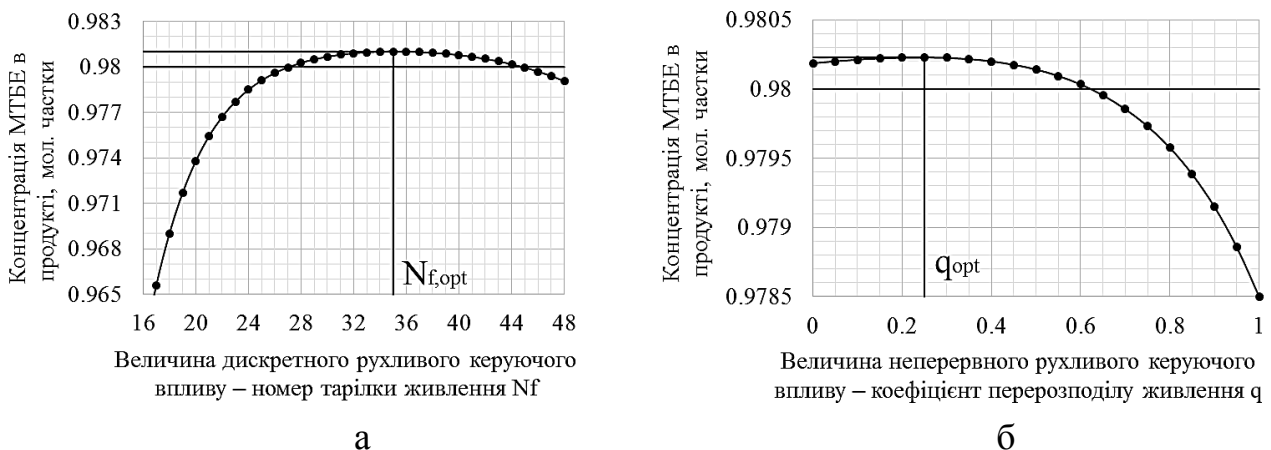 Концентрація МТБЕ в
продукті, мол. частки
0.983
0.98
0.977
0.974
0.971
0.968
0.965
16 20 24 28 32 36 40 44 48
Nf,opt
Величина дискретного рухливого керуючого
впливу – номер тарілки живлення Nf
а
Концентрація МТБЕ в
продукті, мол. частки
0.9805
0.98
0.9795
0.979
0.9785
0 0.2 0.4 0.6 0.8 1
qopt
Величина неперервного рухливого керуючого
впливу – коефіцієнт перерозподілу живлення q
б